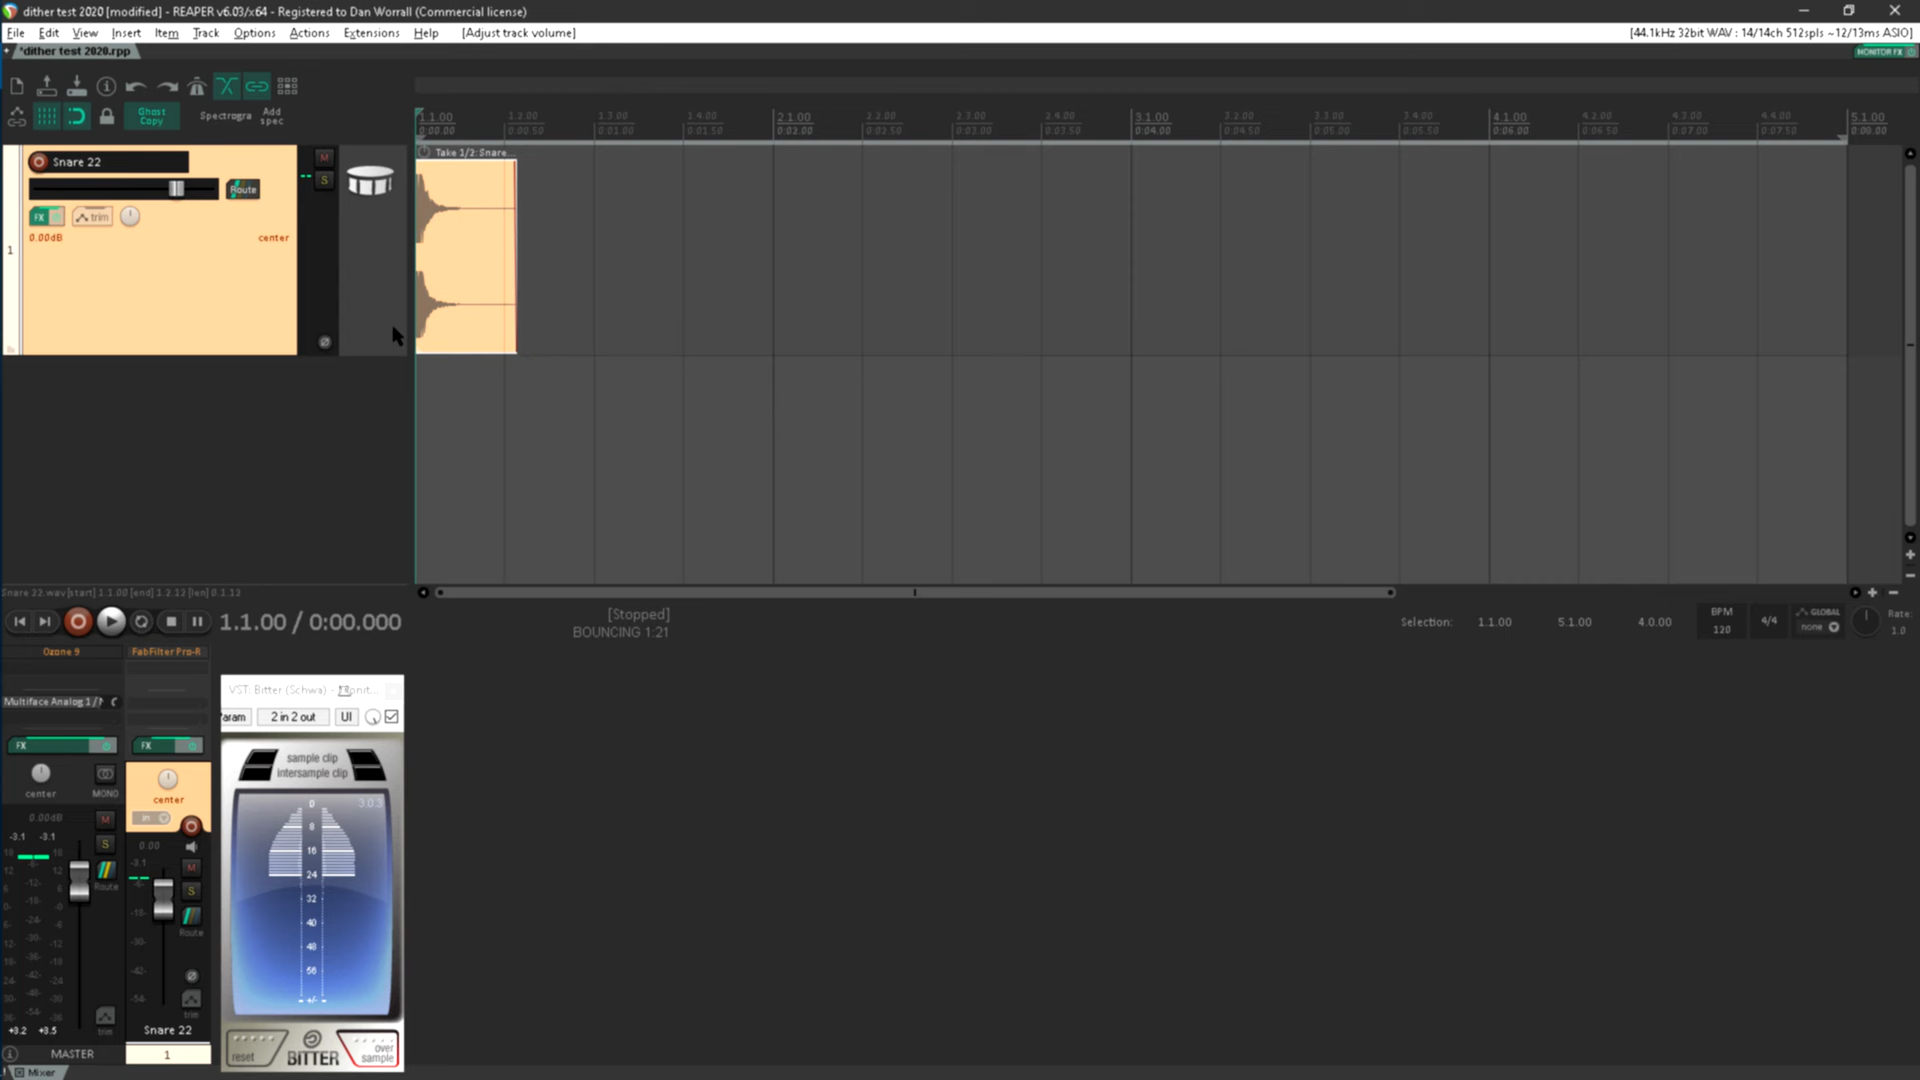 dither test 2020 [modified] - REAPER v6.03/x64 - Registered to Dan Worrall (Commercial license)
File Edit View Insert Item Track Options Actions Extensions Help [Adjust track volume]
[44.1kHz 32bit WAV : 14/14ch 512spls ~12/13ms ASIO]
*dither test 2020.rpp
MONITOR FX
Ghost Copy
Spectrogra
Add spec
1.1.00 1.2.00 1.3.00 1.4.00 2.1.00 2.2.00 2.3.00 2.4.00 3.1.00 3.2.00 3.3.00 3.4.00 4.1.00 4.2.00 4.3.00 4.4.00 5.1.00
0:00.00 0:00.50 0:01.00 0:01.50 0:02.00 0:02.50 0:03.00 0:03.50 0:04.00 0:04.50 0:05.00 0:05.50 0:06.00 0:06.50 0:07.00 0:07.50 0:08.00
Snare 22
M
S
Route
FX trim
0.00dB center
1
Take 1/2: Snare
Snare 22.wav [start] 1.1.00 [end] 1.2.12 [len] 0.1.13
1.1.00 / 0:00.000
[Stopped]
BOUNCING 1:21
Selection: 1.1.00 5.1.00 4.0.00
BPM
120
4/4
GLOBAL
none
Rate:
1.0
Ozone 9
FabFilter Pro-R
Multiface Analog 1/
FX
FX
center
MONO
center
in
0.00dB
-3.1 -3.1
0.00
-3.1
M
S
Route
M
S
Route
trim
trim
+3.2 +3.5
Snare 22
MASTER
1
Mixer
VST: Bitter (Schwa) -
aram
2 in 2 out
UI
sample clip
intersample clip
3.0.3
0
8
16
24
32
40
48
56
+/-
reset
BITTER
over sample